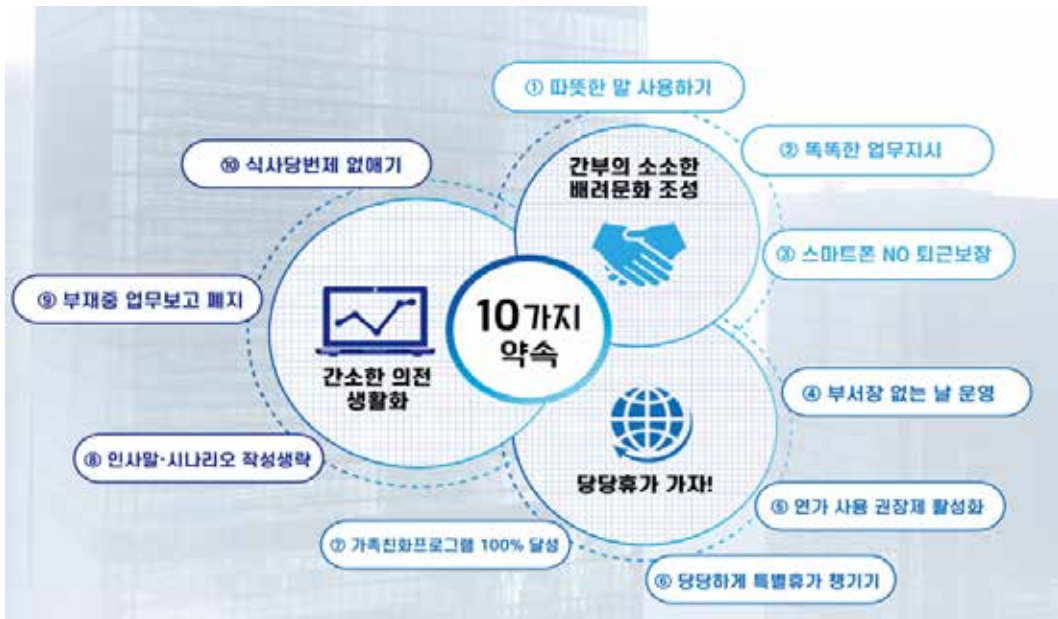 ① 따뜻한 말 사용하기
② 똑똑한 업무지시
③ 스마트폰 NO 퇴근보장
④ 부서장 없는 날 운영
⑤ 연가 사용 권장제 활성화
⑥ 당당하게 특별휴가 챙기기
⑦ 가족친화프로그램 100% 달성
⑧ 인사말·시나리오 작성생략
⑨ 부재중 업무보고 폐지
⑩ 식사당번제 없애기
간부의 소소한
배려문화 조성
10가지
약속
간소한 의전
생활화
당당휴가 가자!